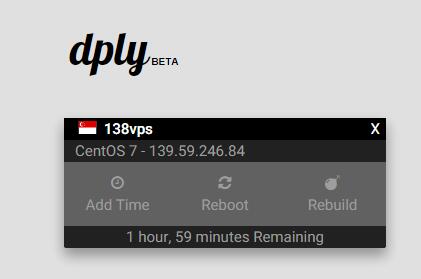 dply BETA
138vps X
CentOS 7 - 139.59.246.84
Add Time Reboot Rebuild
1 hour, 59 minutes Remaining